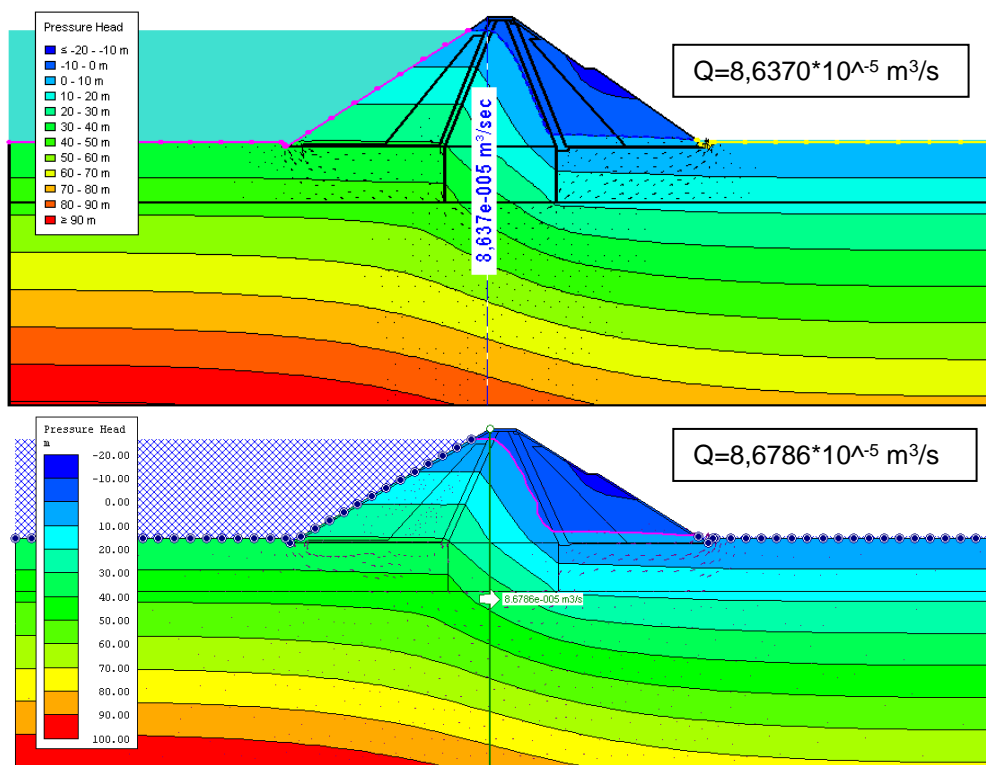 Pressure Head
≤ -20 - -10 m
-10 - 0 m
0 - 10 m
10 - 20 m
20 - 30 m
30 - 40 m
40 - 50 m
50 - 60 m
60 - 70 m
70 - 80 m
80 - 90 m
≥ 90 m
8,637e-005 m³/sec
Q=8,6370*10^-5 m³/s
Pressure Head
m
-20.00
-10.00
0.00
10.00
20.00
30.00
40.00
50.00
60.00
70.00
80.00
90.00
100.00
8.6786e-005 m3/s
Q=8,6786*10^-5 m³/s